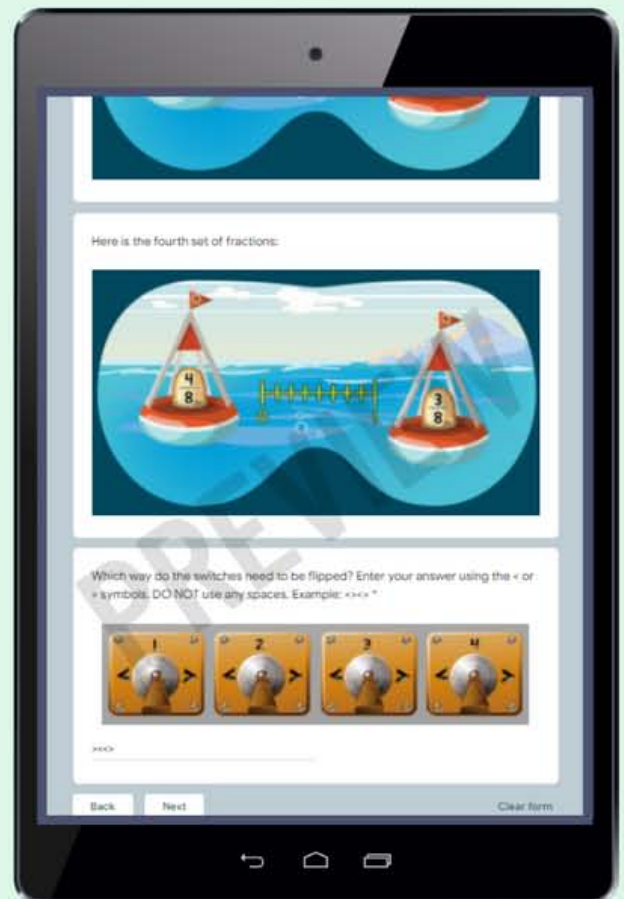 Here is the fourth set of fractions:
4
8
3
8
PREVIEW
Which way do the switches need to be flipped? Enter your answer using the < or
> symbols. DO NOT use any spaces. Example: <><> *
1 2 3 4
< > < > < > < >
Back Next Clear form